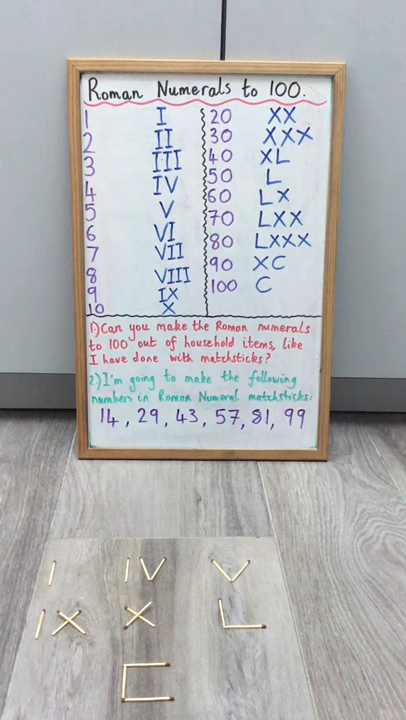 Roman Numerals to 100.
1 I 20 XX
2 II 30 XXX
3 III 40 XL
4 IV 50 L
5 V 60 LX
6 VI 70 LXX
7 VII 80 LXXX
8 VIII 90 XC
9 IX 100 C
10 X
1) Can you make the Roman numerals
to 100 out of household items, like
I have done with matchsticks?
2) I'm going to make the following
numbers in Roman Numeral matchsticks:
14, 29, 43, 57, 81, 99
I IV V
IX X L
C